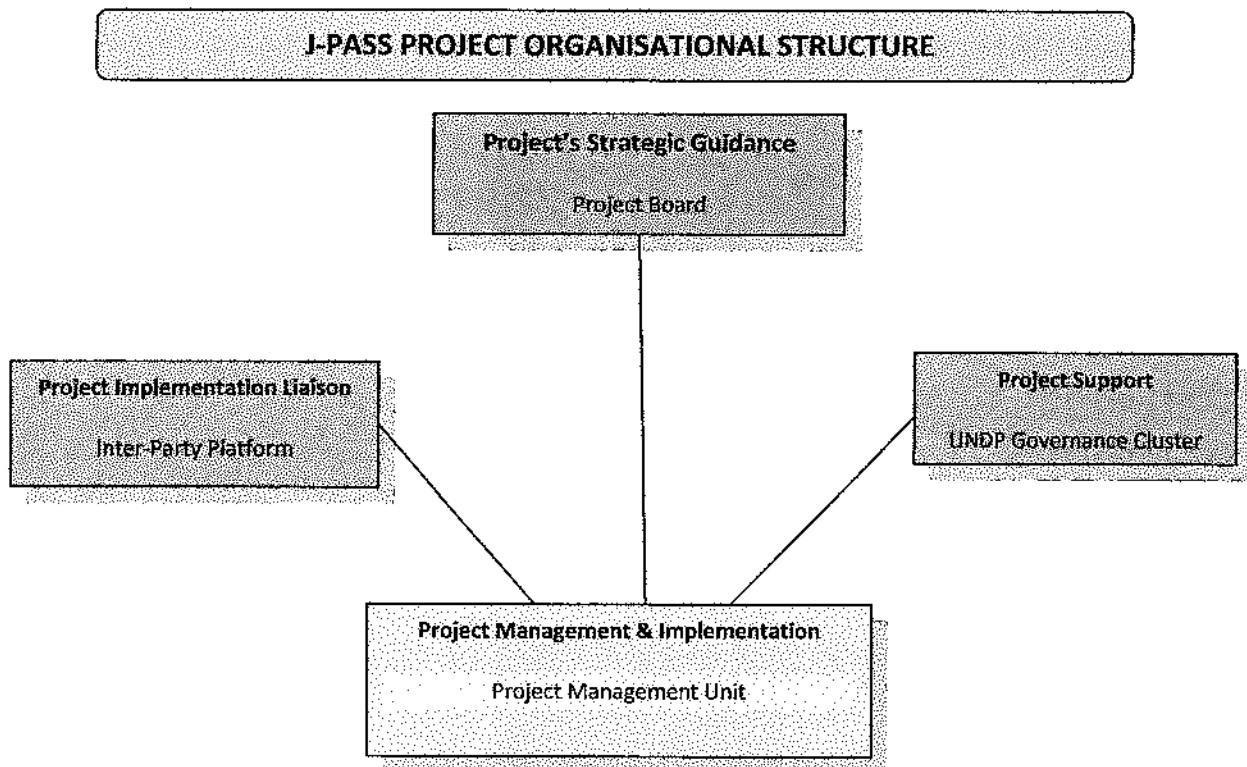 J-PASS PROJECT ORGANISATIONAL STRUCTURE
Project's Strategic Guidance
Project Board
Project Implementation Liaison
Inter-Party Platform
Project Support
UNDP Governance Cluster
Project Management & Implementation
Project Management Unit